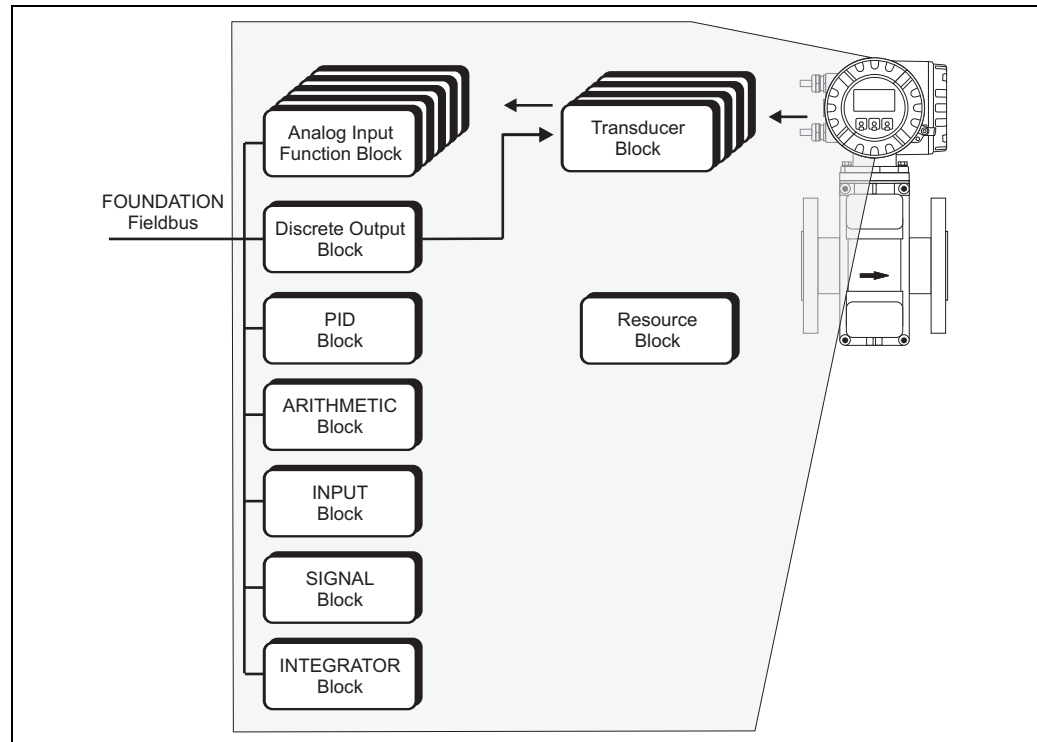 Analog Input
Function Block
Transducer
Block
FOUNDATION
Fieldbus
Discrete Output
Block
PID
Block
Resource
Block
ARITHMETIC
Block
INPUT
Block
SIGNAL
Block
INTEGRATOR
Block